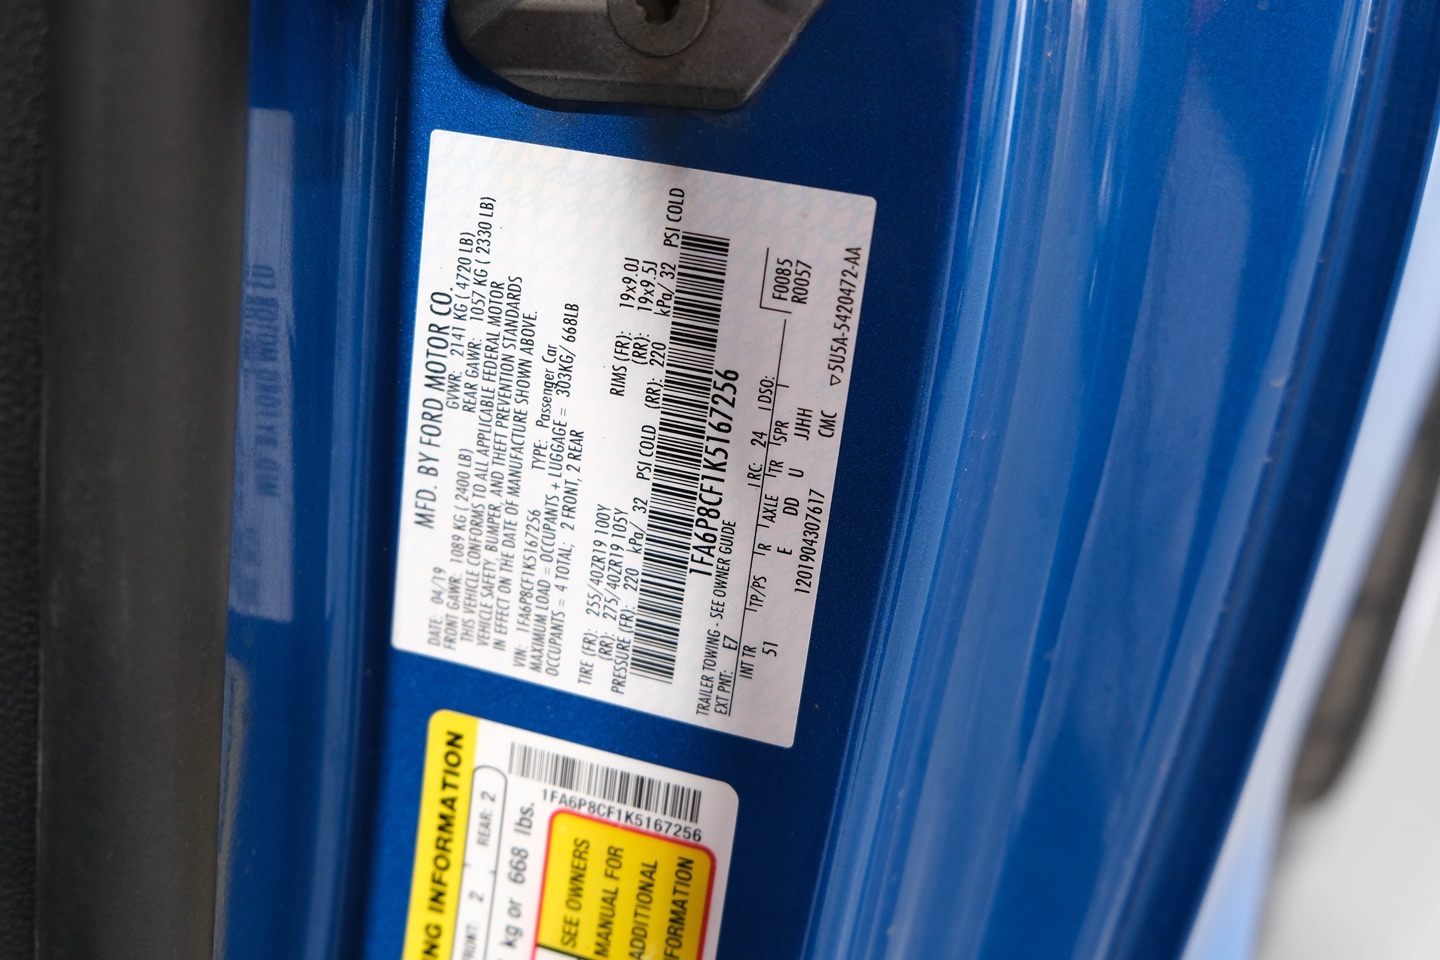 MFD. BY FORD MOTOR CO.
DATE: 04/19 GVWR: 2141 KG ( 4720 LB)
FRONT GAWR: 1089 KG ( 2400 LB) REAR GAWR: 1057 KG ( 2330 LB)
THIS VEHICLE CONFORMS TO ALL APPLICABLE FEDERAL MOTOR
VEHICLE SAFETY, BUMPER, AND THEFT PREVENTION STANDARDS
IN EFFECT ON THE DATE OF MANUFACTURE SHOWN ABOVE.
VIN: 1FA6P8CF1K5167256 TYPE: Passenger Car
MAXIMUM LOAD = OCCUPANTS + LUGGAGE = 303KG/ 668LB
OCCUPANTS = 4 TOTAL; 2 FRONT, 2 REAR
TIRE (FR): 255/40ZR19 100Y RIMS (FR): 19x9.0J
(RR): 275/40ZR19 105Y (RR): 19x9.5J
PRESSURE (FR): 220 kPa/ 32 PSI COLD (RR): 220 kPa/ 32 PSI COLD
1FA6P8CF1K5167256
TRAILER TOWING - SEE OWNER GUIDE
EXT PNT: E7 RC: 24 DSO: F0085
INT TR TP/PS R AXLE TR SPR R0057
51 E DD U JJHH
1201904307617 CMC
▽5U5A-5420472-AA
NG INFORMATION
FRONT: 2 REAR: 2
kg or 668 lbs.
1FA6P8CF1K5167256
SEE OWNERS
MANUAL FOR
ADDITIONAL
INFORMATION